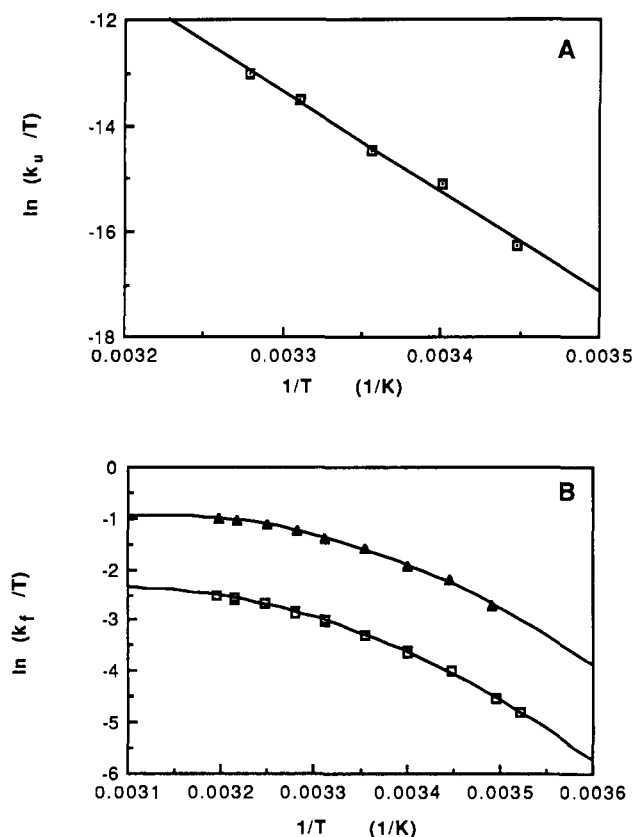 -12
A
-14
-16
-18
ln (k_u /T)
0.0032 0.0033 0.0034 0.0035
1/T (1/K)
0
B
-1
-2
-3
-4
-5
-6
ln (k_f /T)
0.0031 0.0032 0.0033 0.0034 0.0035 0.0036
1/T (1/K)